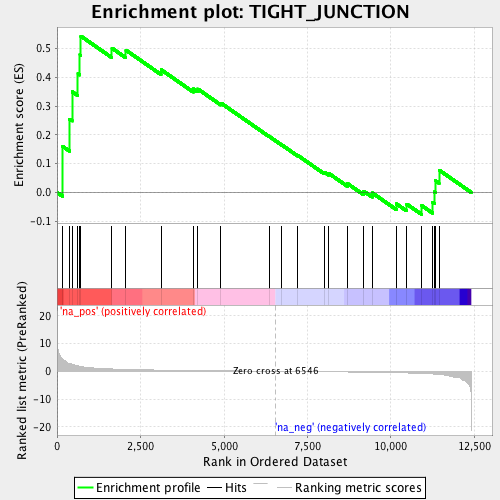 Enrichment plot: TIGHT_JUNCTION
Enrichment score (ES)
0.5
0.4
0.3
0.2
0.1
0.0
-0.1
'na_pos' (positively correlated)
Ranked list metric (PreRanked)
20
10
0
-10
-20
Zero cross at 6546
'na_neg' (negatively correlated)
0
2,500
5,000
7,500
10,000
12,500
Rank in Ordered Dataset
Enrichment profile
Hits
Ranking metric scores